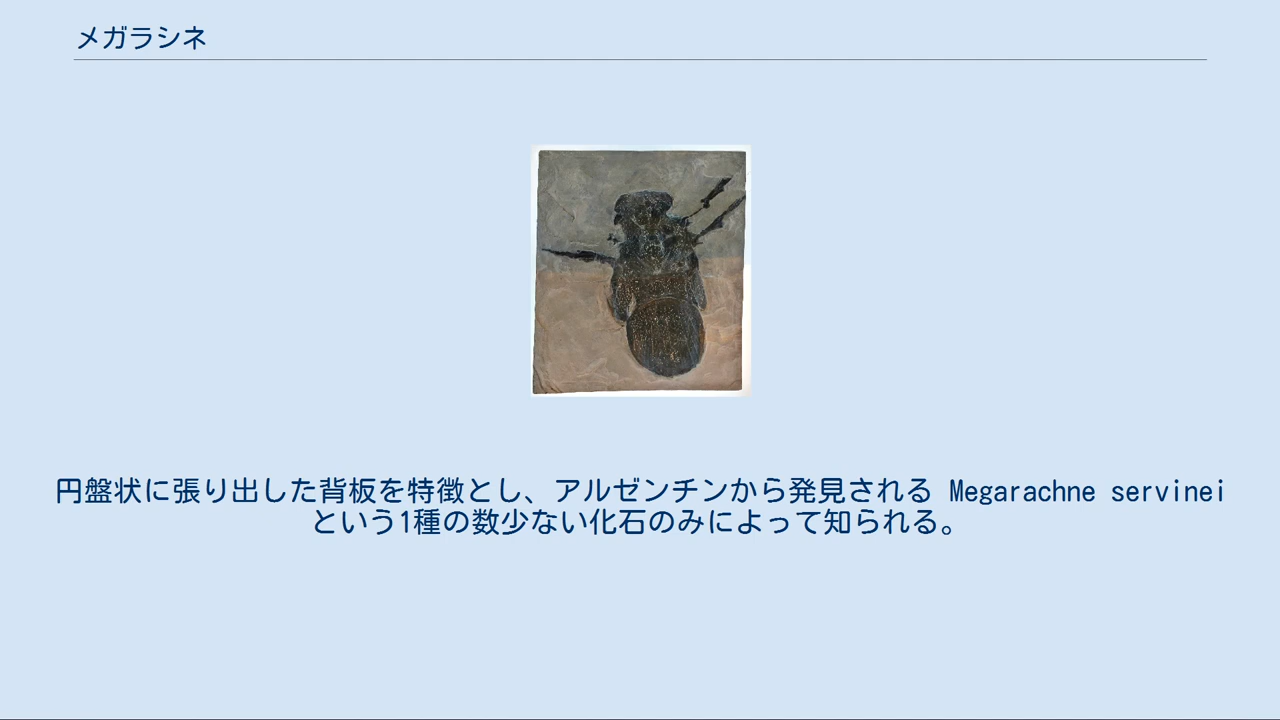 メガラシネ
円盤状に張り出した背板を特徴とし、アルゼンチンから発見される Megarachne servinei
という1種の数少ない化石のみによって知られる。